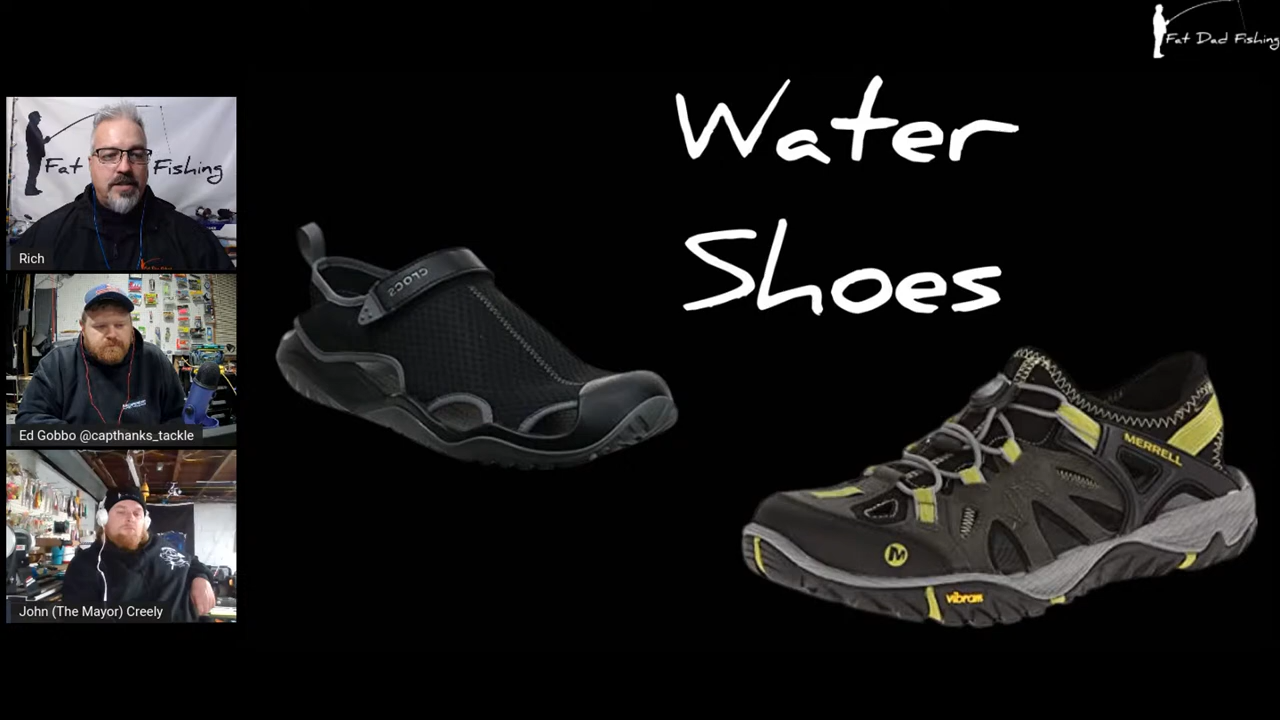 Fat Dad Fishing
Water
Shoes
Fat Fishing
Rich
Ed Gobbo @capthanks_tackle
John (The Mayor) Creely
crocs
MERRELL
M
vibram